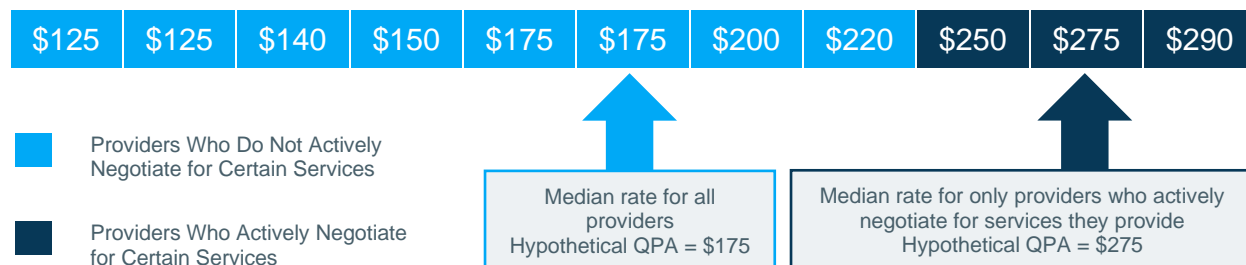 $125 $125 $140 $150 $175 $175 $200 $220 $250 $275 $290
Providers Who Do Not Actively
Negotiate for Certain Services
Providers Who Actively Negotiate
for Certain Services
Median rate for all
providers
Hypothetical QPA = $175
Median rate for only providers who actively
negotiate for services they provide
Hypothetical QPA = $275